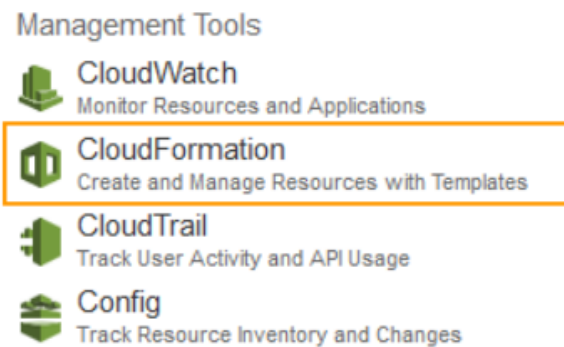 Management Tools
CloudWatch
Monitor Resources and Applications
CloudFormation
Create and Manage Resources with Templates
CloudTrail
Track User Activity and API Usage
Config
Track Resource Inventory and Changes